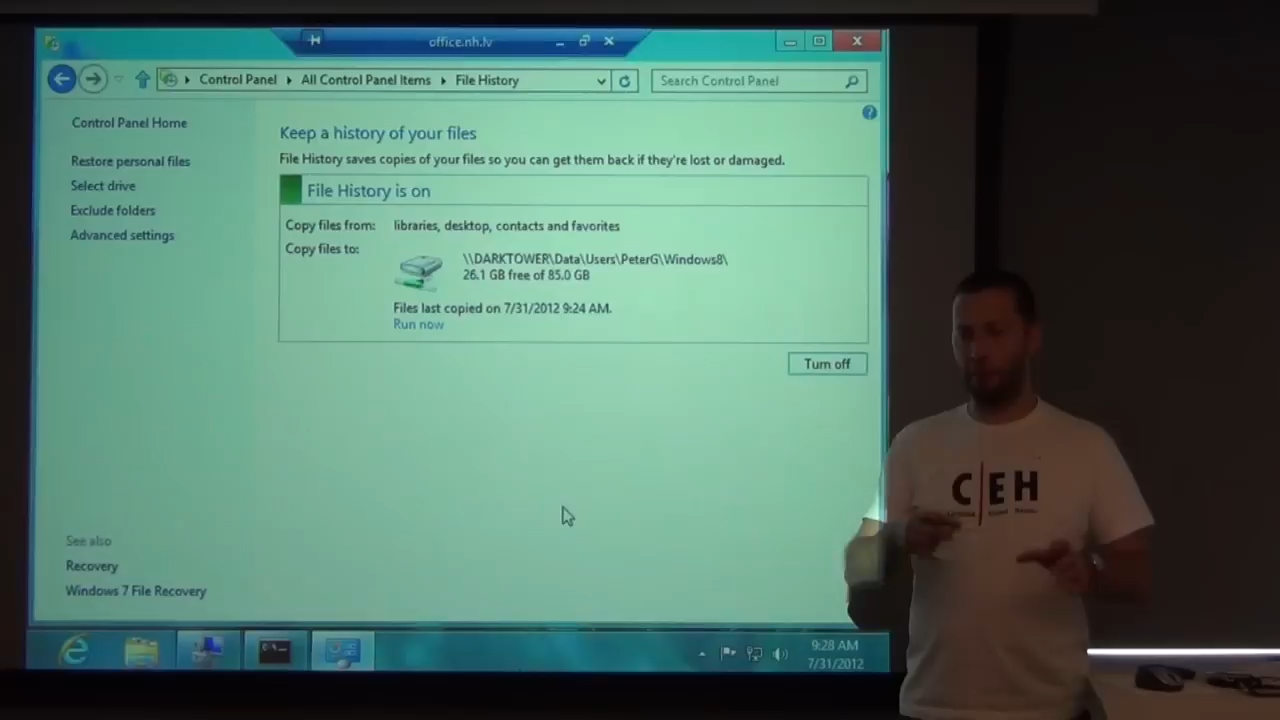 office.nh.lv
Control Panel All Control Panel Items File History
Search Control Panel
Control Panel Home
Restore personal files
Select drive
Exclude folders
Advanced settings
Keep a history of your files
File History saves copies of your files so you can get them back if they're lost or damaged.
File History is on
Copy files from: libraries, desktop, contacts and favorites
Copy files to: \\DARKTOWER\Data\Users\PeterG\Windows8\
26.1 GB free of 85.0 GB
Files last copied on 7/31/2012 9:24 AM.
Run now
Turn off
See also
Recovery
Windows 7 File Recovery
9:28 AM
7/31/2012
C|EH